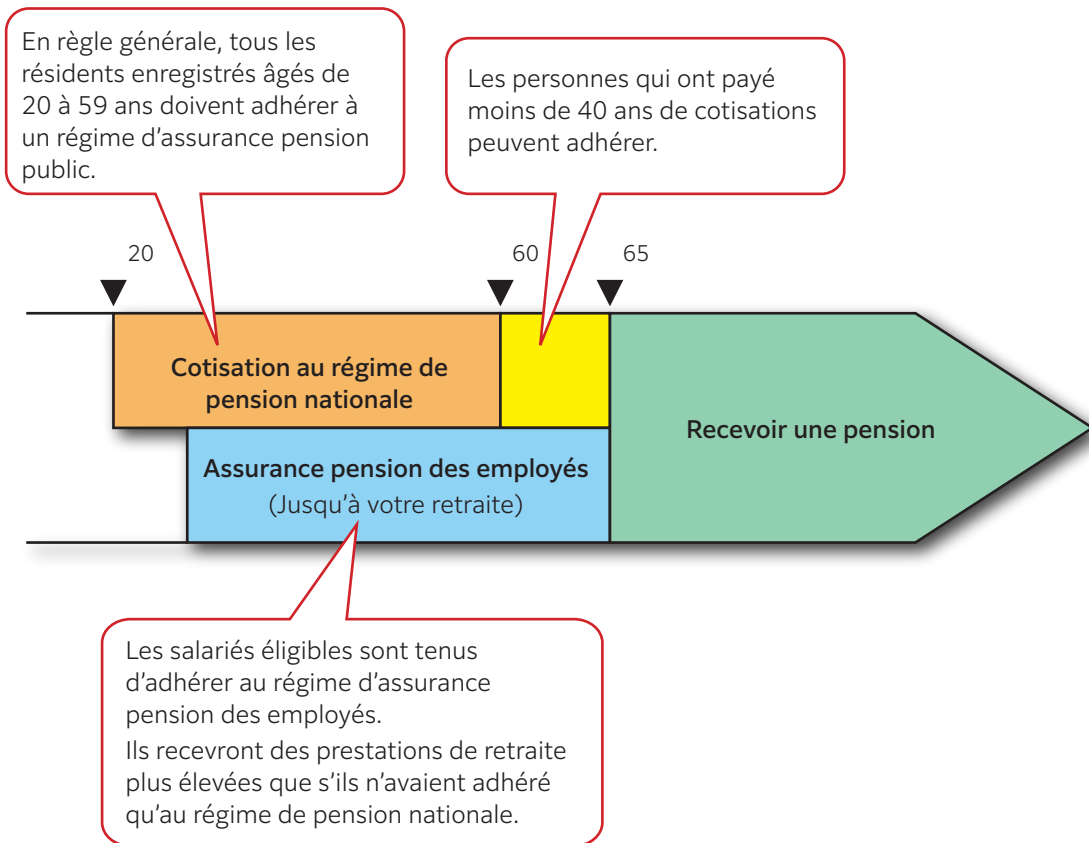 En règle générale, tous les
résidents enregistrés âgés de
20 à 59 ans doivent adhérer à
un régime d'assurance pension
public.
Les personnes qui ont payé
moins de 40 ans de cotisations
peuvent adhérer.
20
60
65
Cotisation au régime de
pension nationale
Recevoir une pension
Assurance pension des employés
(Jusqu’à votre retraite)
Les salariés éligibles sont tenus
d’adhérer au régime d’assurance
pension des employés.
Ils recevront des prestations de retraite
plus élevées que s’ils n’avaient adhéré
qu’au régime de pension nationale.